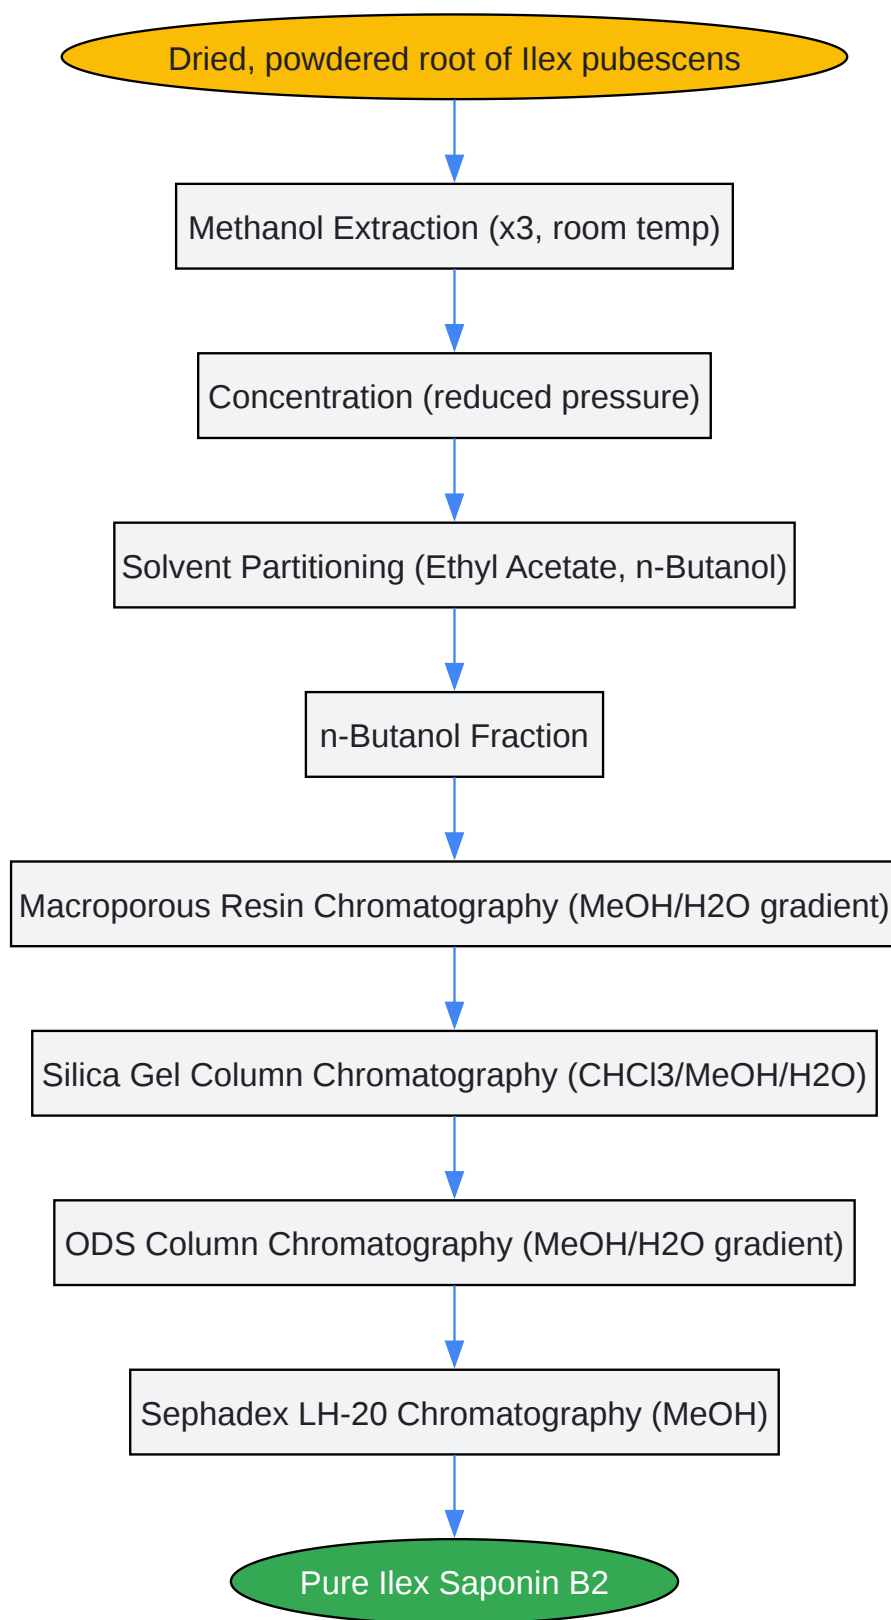 Dried, powdered root of Ilex pubescens
Methanol Extraction (x3, room temp)
Concentration (reduced pressure)
Solvent Partitioning (Ethyl Acetate, n-Butanol)
n-Butanol Fraction
Macroporous Resin Chromatography (MeOH/H2O gradient)
Silica Gel Column Chromatography (CHCl3/MeOH/H2O)
ODS Column Chromatography (MeOH/H2O gradient)
Sephadex LH-20 Chromatography (MeOH)
Pure Ilex Saponin B2